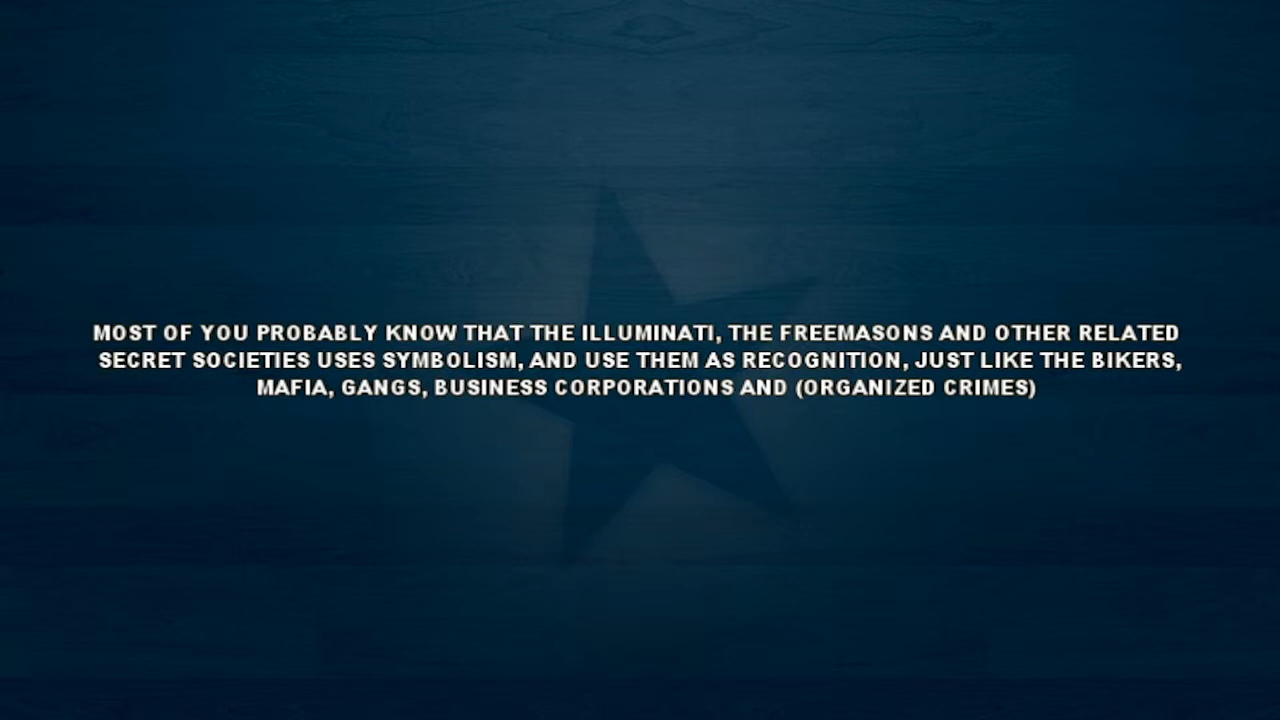 MOST OF YOU PROBABLY KNOW THAT THE ILLUMINATI, THE FREEMASONS AND OTHER RELATED
SECRET SOCIETIES USES SYMBOLISM, AND USE THEM AS RECOGNITION, JUST LIKE THE BIKERS,
MAFIA, GANGS, BUSINESS CORPORATIONS AND (ORGANIZED CRIMES)